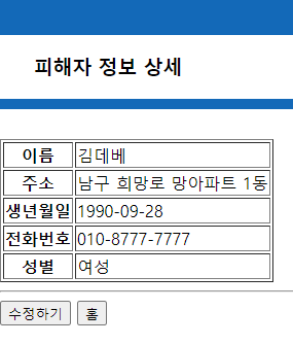 피해자 정보 상세
이름 김데베
주소 남구 희망로 망아파트 1동
생년월일 1990-09-28
전화번호 010-8777-7777
성별 여성
수정하기 홈